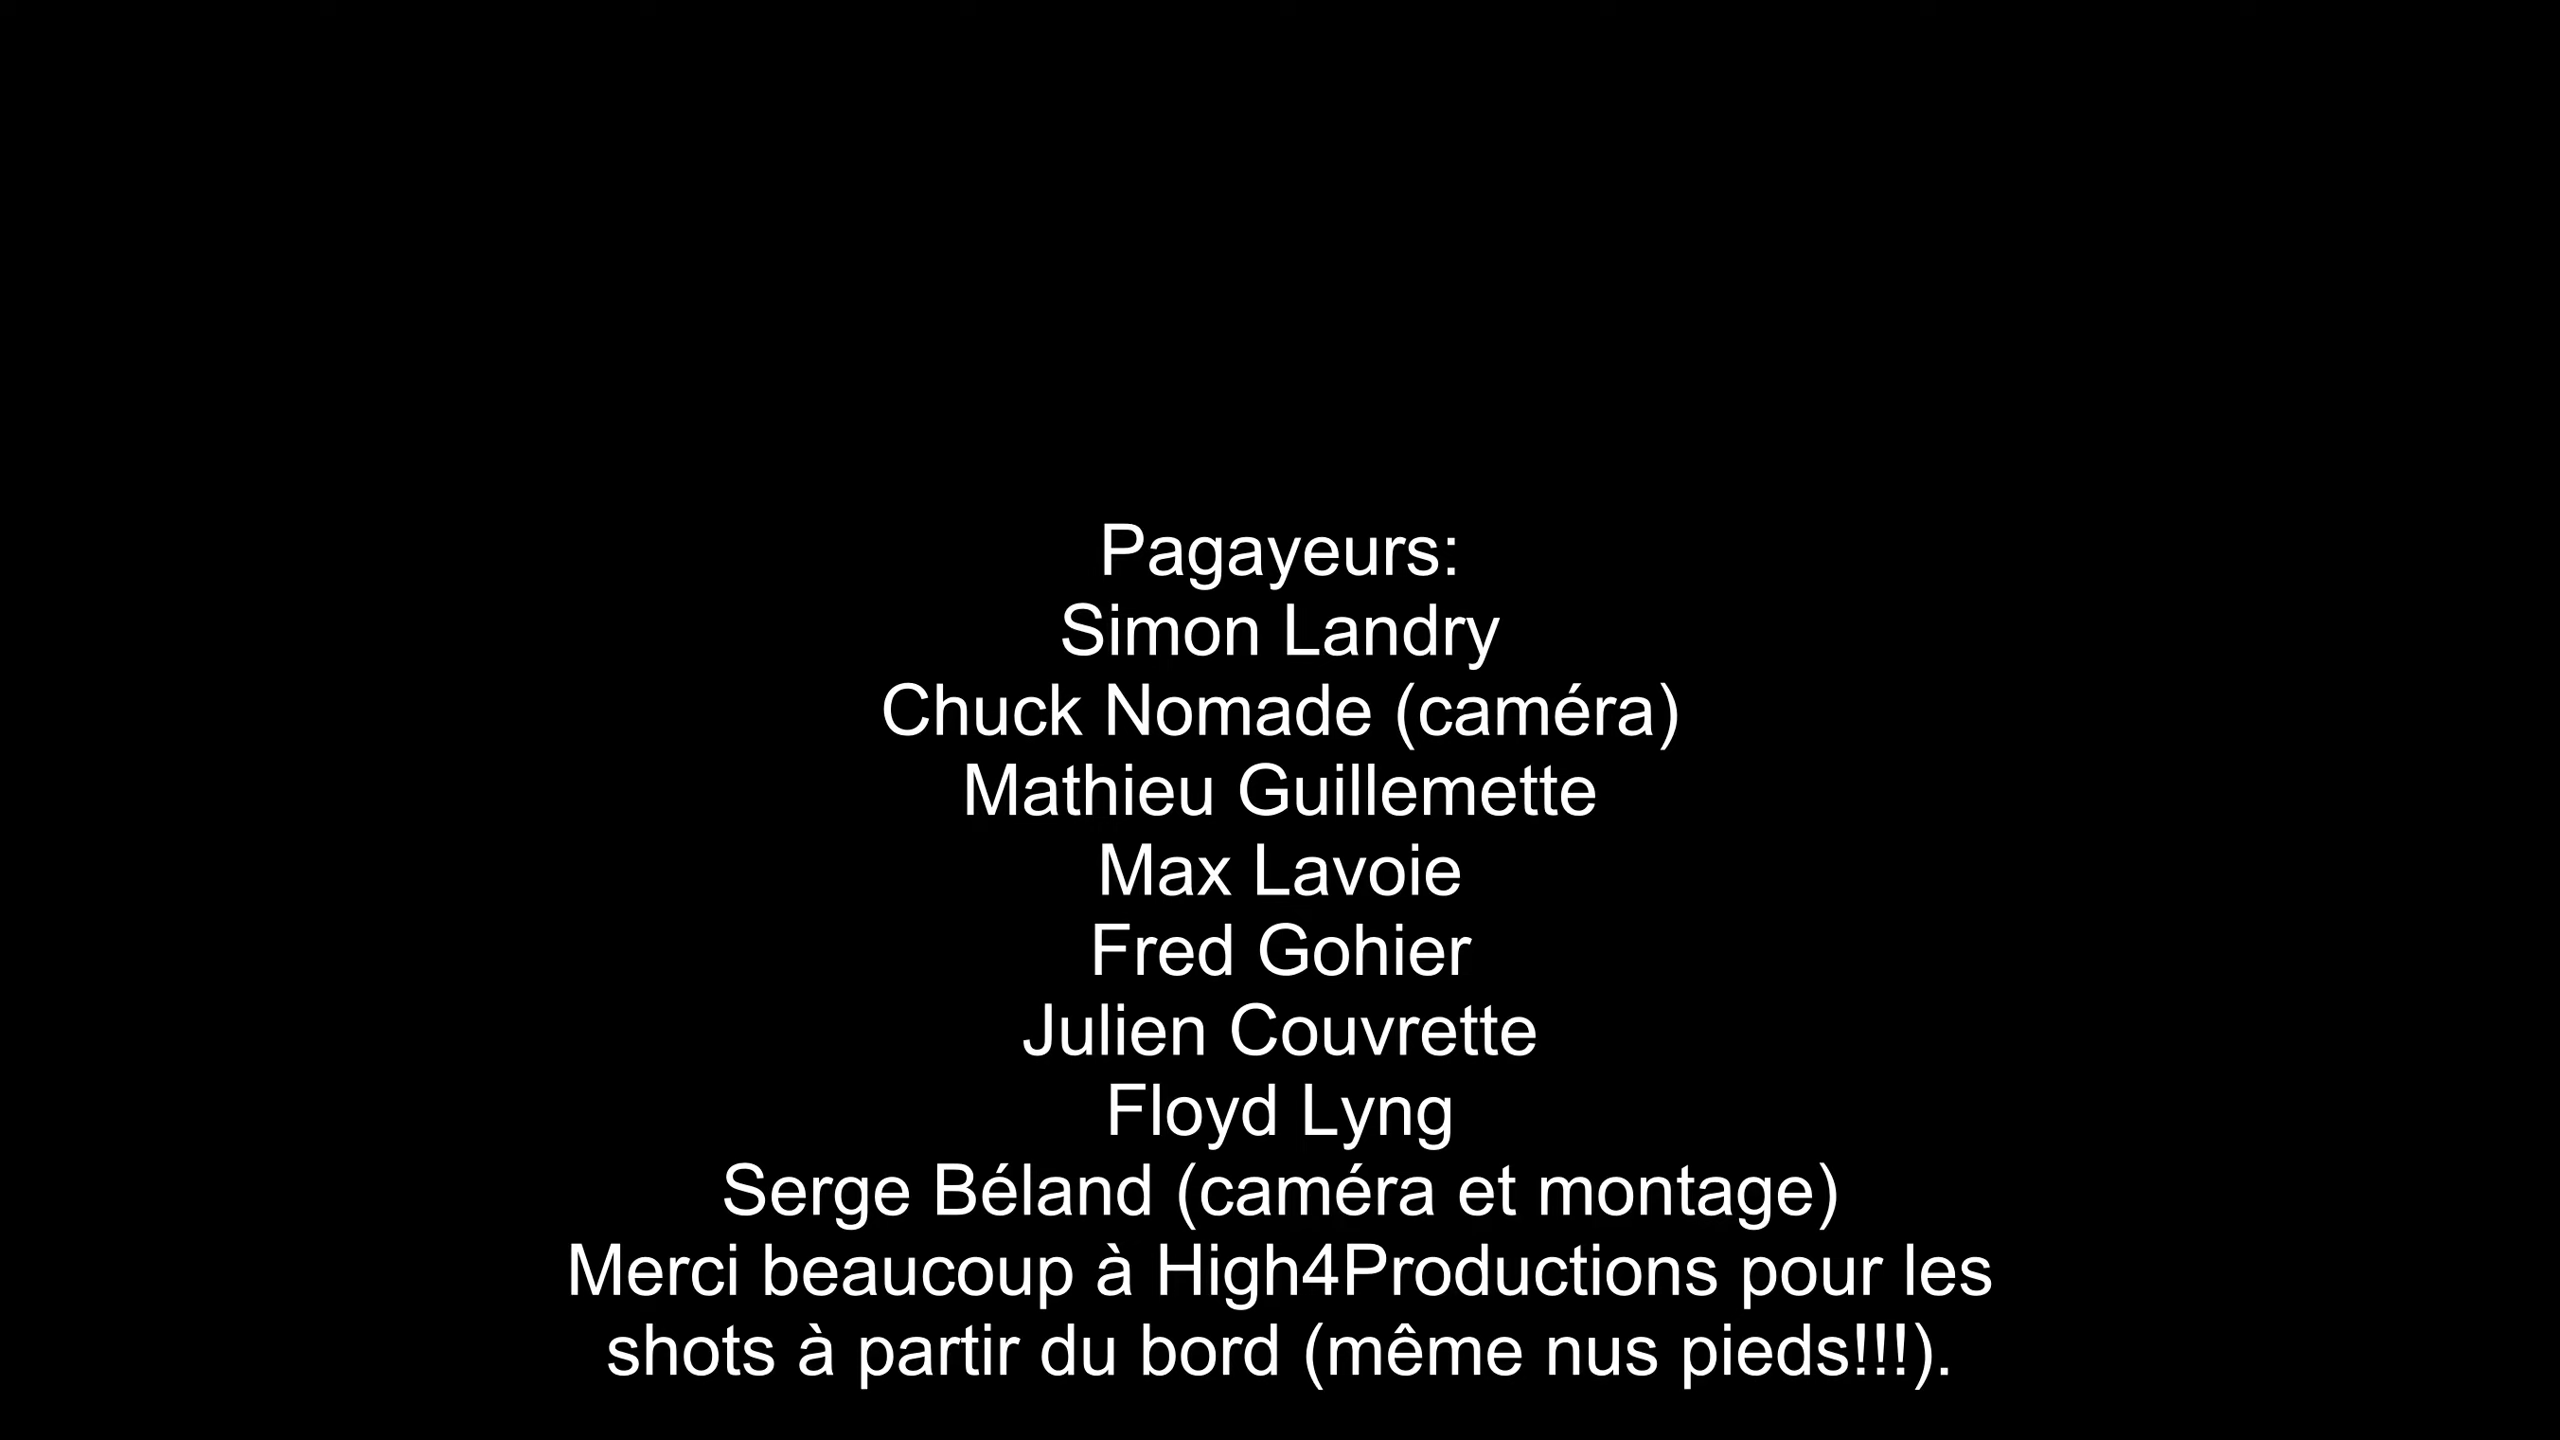 Pagayeurs:
Simon Landry
Chuck Nomade (caméra)
Mathieu Guillemette
Max Lavoie
Fred Gohier
Julien Couvrette
Floyd Lyng
Serge Béland (caméra et montage)
Merci beaucoup à High4Productions pour les
shots à partir du bord (même nus pieds!!!).